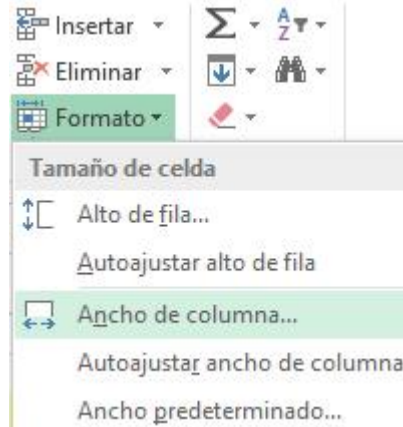 Insertar
Eliminar
Formato
Tamaño de celda
Alto de fila...
Autoajustar alto de fila
Ancho de columna...
Autoajustar ancho de columna
Ancho predeterminado...